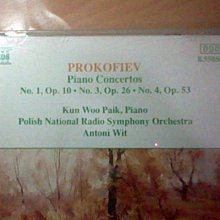 DDD
PROKOFIEV
Piano Concertos
No. 1, Op. 10 • No. 3, Op. 26 • No. 4, Op. 53
Kun Woo Paik, Piano
Polish National Radio Symphony Orchestra
Antoni Wit